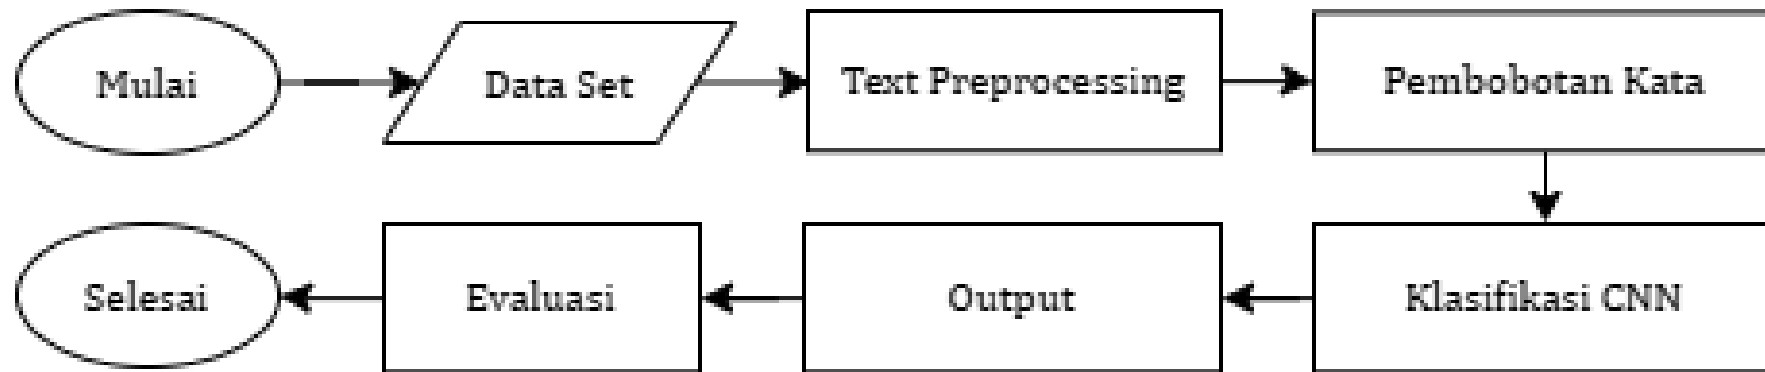 Mulai
Data Set
Text Preprocessing
Pembobotan Kata
Klasifikasi CNN
Output
Evaluasi
Selesai